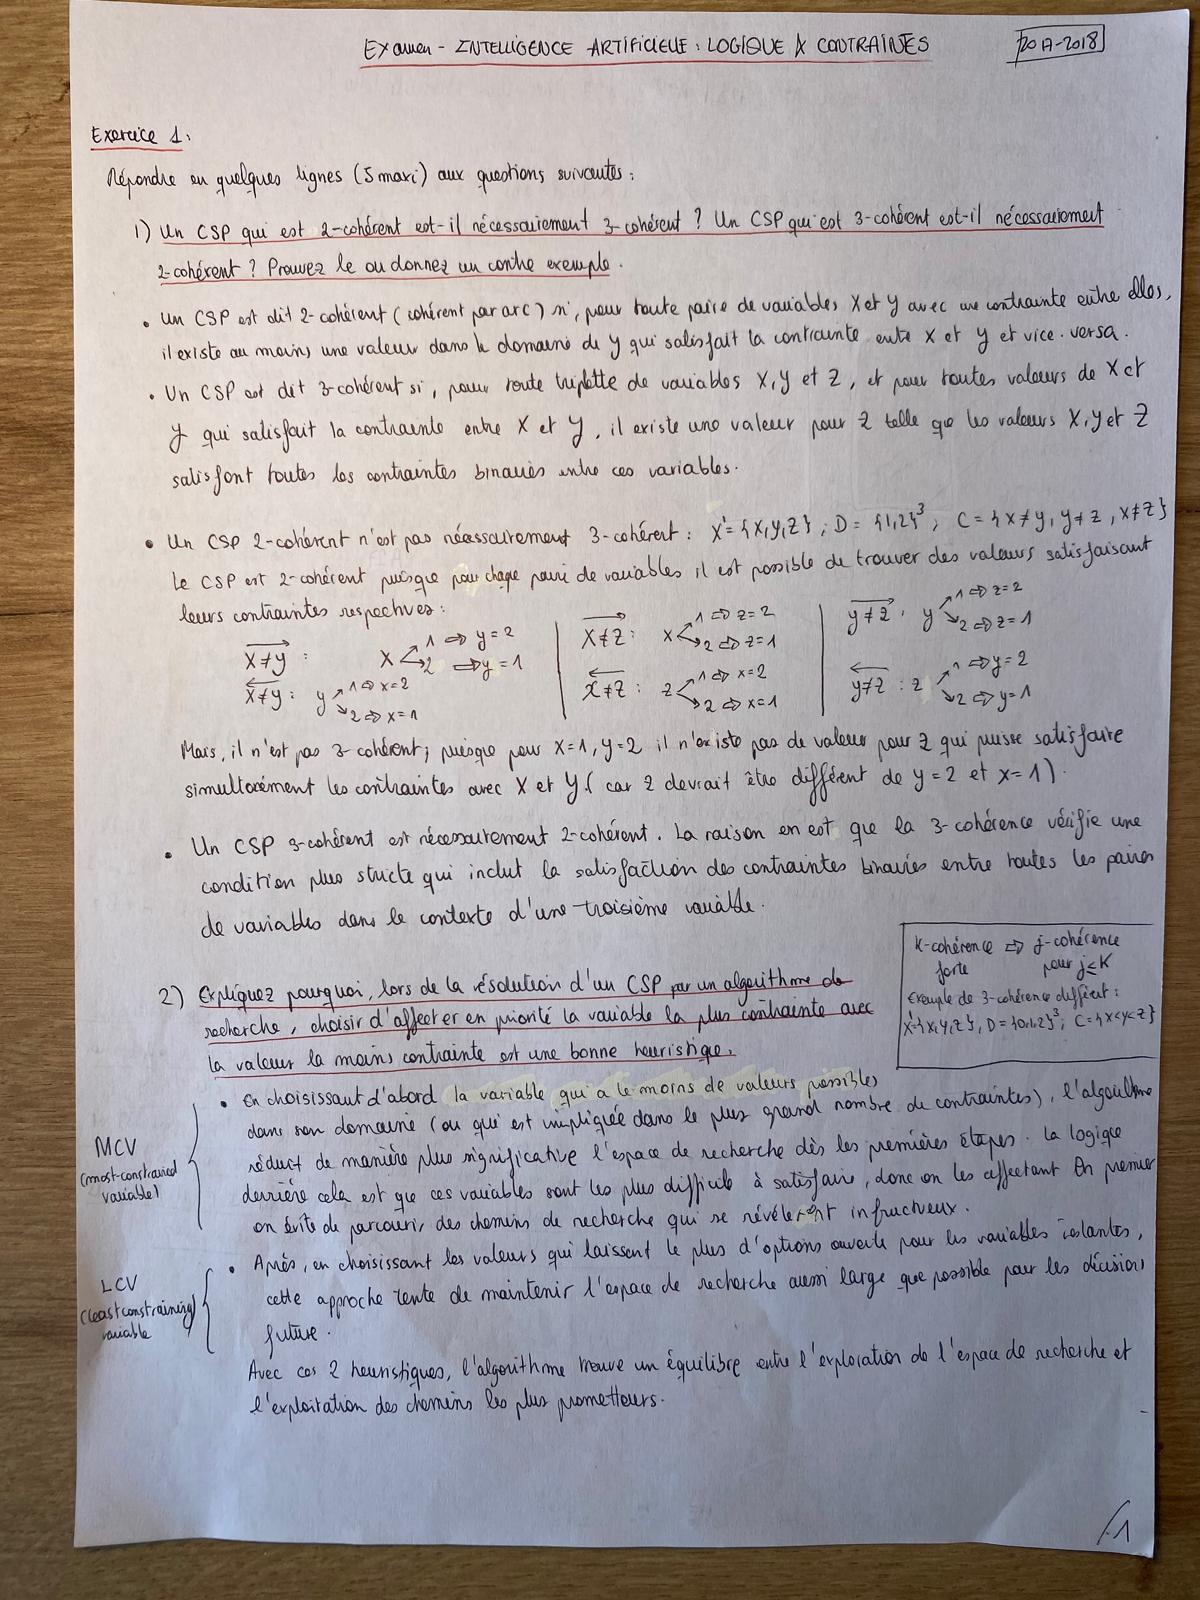 Examen - INTELLIGENCE ARTIFICIELLE : LOGIQUE & CONTRAINTES
2017-2018
Exercice 1:
Répondre en quelques lignes (5 maxi) aux questions suivantes :
1) Un CSP qui est 2-cohérent est-il nécessairement 3-cohérent ? Un CSP qui est 3-cohérent est-il nécessairement
2-cohérent ? Prouvez le ou donnez un contre exemple.
• Un CSP est dit 2-cohérent (cohérent par arc) si, pour toute paire de variables X et Y avec une contrainte entre elles,
il existe au moins une valeur dans le domaine de Y qui satisfait la contrainte entre X et Y et vice-versa.
• Un CSP est dit 3-cohérent si, pour toute triplette de variables X, Y et Z, et pour toutes valeurs de X et
Y qui satisfait la contrainte entre X et Y, il existe une valeur pour Z telle que les valeurs X, Y et Z
satisfont toutes les contraintes binaires entre ces variables.
• Un CSP 2-cohérent n'est pas nécessairement 3-cohérent : X' = {X,Y,Z} ; D = {1,2}³ ; C = {X≠Y, Y≠Z, X≠Z}
Le CSP est 2-cohérent puisque pour chaque paire de variables il est possible de trouver des valeurs satisfaisant
leurs contraintes respectives :
X≠Y : X 1 ⇒ y=2
2 ⇒ y=1
X≠Y : Y 1 ⇒ x=2
2 ⇒ x=1
X≠Z : X 1 ⇒ z=2
2 ⇒ z=1
X≠Z : Z 1 ⇒ x=2
2 ⇒ x=1
Y≠Z : Y 1 ⇒ z=2
2 ⇒ z=1
Y≠Z : Z 1 ⇒ y=2
2 ⇒ y=1
Mais, il n'est pas 3-cohérent, puisque pour X=1, Y=2 il n'existe pas de valeur pour Z qui puisse satisfaire
simultanément les contraintes avec X et Y (car Z devrait être différent de y=2 et x=1).
• Un CSP 3-cohérent est nécessairement 2-cohérent. La raison en est que la 3-cohérence vérifie une
condition plus stricte qui inclut la satisfaction des contraintes binaires entre toutes les paires
de variables dans le contexte d'une troisième variable.
K-cohérence ⇒ j-cohérence
forte pour j≤K
Exemple de 3-cohérence différent :
X'={X,Y,Z}, D={0,1,2}³, C={X<Y<Z}
2) Expliquez pourquoi, lors de la résolution d'un CSP par un algorithme de
recherche, choisir d'affecter en priorité la variable la plus contrainte avec
la valeur la moins contrainte est une bonne heuristique.
MCV
(most-constrained
variable)
• En choisissant d'abord la variable qui a le moins de valeurs possibles
dans son domaine (ou qui est impliquée dans le plus grand nombre de contraintes), l'algorithme
réduit de manière plus significative l'espace de recherche dès les premières étapes. La logique
derrière cela est que ces variables sont les plus difficile à satisfaire, donc en les affectant en premier
on évite de parcourir des chemins de recherche qui se révéleront infructueux.
LCV
(least constraining
variable
• Après, en choisissant les valeurs qui laissent le plus d'options ouverte pour les variables restantes,
cette approche tente de maintenir l'espace de recherche aussi large que possible pour les décisions
future.
Avec ces 2 heuristiques, l'algorithme trouve un équilibre entre l'exploration de l'espace de recherche et
l'exploitation des chemins les plus prometteurs.
/1